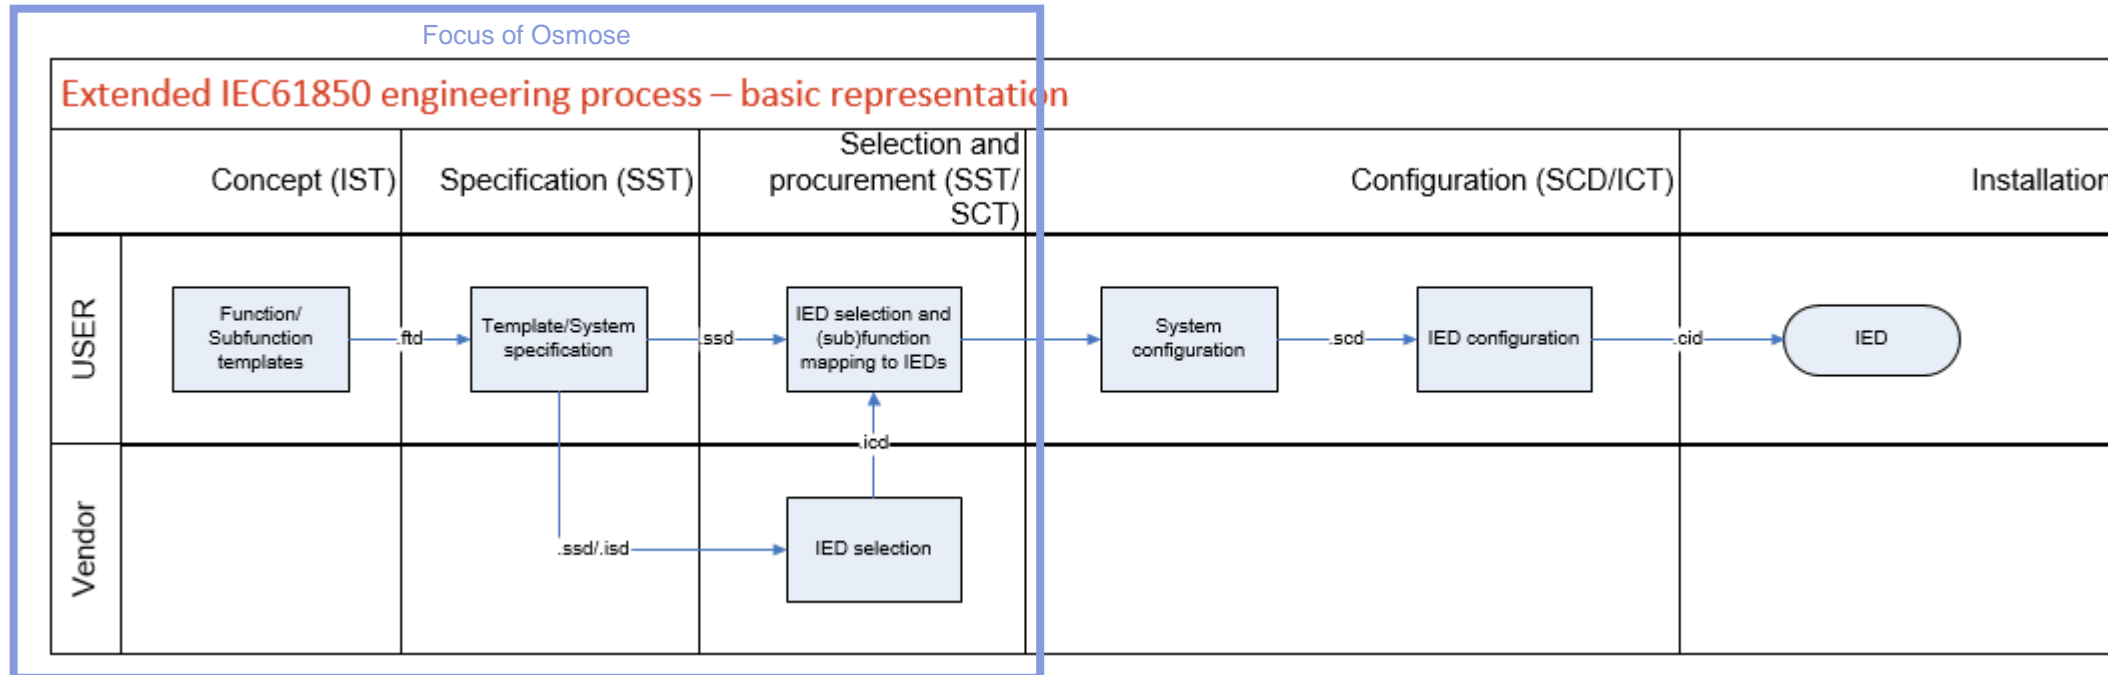 Focus of Osmose
Extended IEC61850 engineering process – basic representation
Concept (IST)
Specification (SST)
Selection and
procurement (SST/
SCT)
Configuration (SCD/ICT)
Installation
USER
Function/
Subfunction
templates
.ftd
Template/System
specification
.ssd
IED selection and
(sub)function
mapping to IEDs
System
configuration
.scd
IED configuration
.cid
IED
.icd
Vendor
.ssd/.isd
IED selection